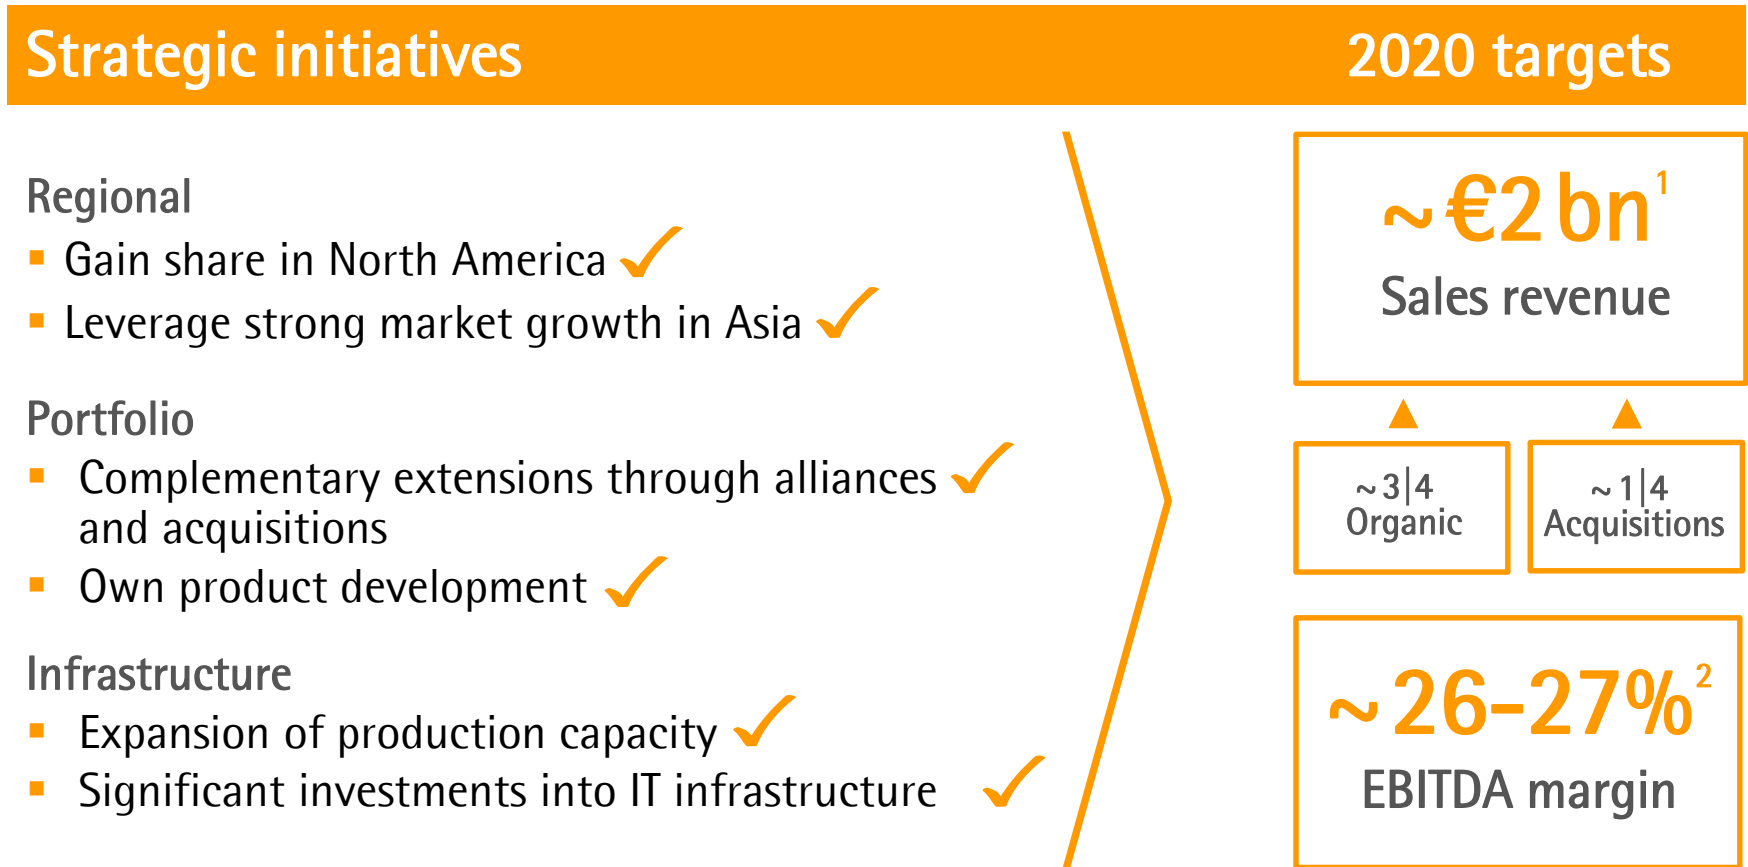 Strategic initiatives
2020 targets
Regional
▪ Gain share in North America ✓
▪ Leverage strong market growth in Asia ✓
Portfolio
▪ Complementary extensions through alliances ✓
and acquisitions
▪ Own product development ✓
Infrastructure
▪ Expansion of production capacity ✓
▪ Significant investments into IT infrastructure ✓
~€2 bn¹
Sales revenue
~ 3|4
Organic
~ 1|4
Acquisitions
~26-27%²
EBITDA margin